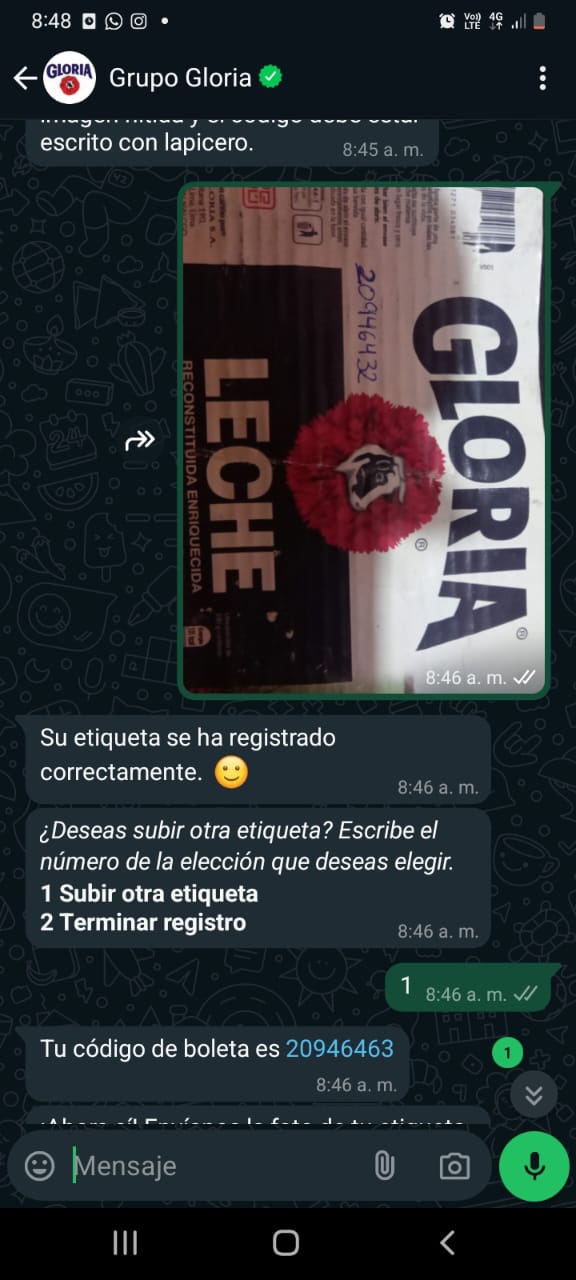 8:48
Vo))
LTE
4G
GLORIA
Grupo Gloria
escrito con lapicero.
8:45 a. m.
20946432
GLORIA
®
LECHE
RECONSTITUIDA ENRIQUECIDA
®
8:46 a. m.
Su etiqueta se ha registrado
correctamente. 🙂
8:46 a. m.
¿Deseas subir otra etiqueta? Escribe el
número de la elección que deseas elegir.
1 Subir otra etiqueta
2 Terminar registro
8:46 a. m.
1
8:46 a. m.
Tu código de boleta es 20946463
8:46 a. m.
1
Mensaje